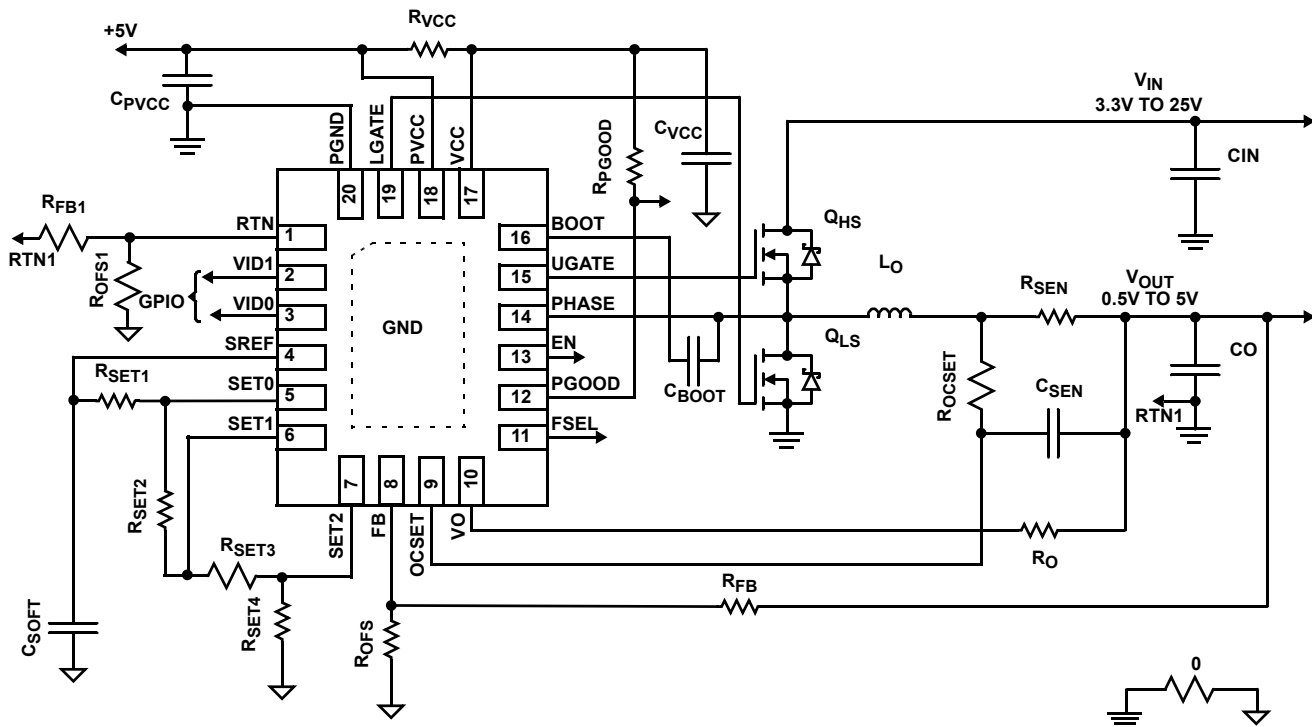 +5V
RVCC
CPVCC
PGND
LGATE
PVCC
VCC
20
19
18
17
RPGOOD
CVCC
VIN
3.3V TO 25V
CIN
RFB1
RTN1
ROFS1
GPIO
RTN
VID1
VID0
SREF
SET0
SET1
1
2
3
4
5
6
GND
16
15
14
13
12
11
BOOT
UGATE
PHASE
EN
PGOOD
FSEL
CBOOT
QHS
QLS
LO
RSEN
VOUT
0.5V TO 5V
CO
RTN1
ROCSET
CSEN
RSET1
RSET2
RSET3
RSET4
CSOFT
7
8
9
10
SET2
FB
OCSET
VO
RO
RFB
ROFS
0